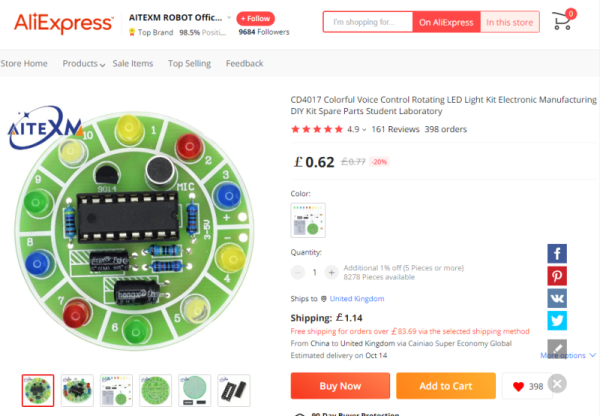 AliExpress
AITEXM ROBOT Offic...
+ Follow
Top Brand 98.5% Positi...
9684 Followers
I'm shopping for...
On AliExpress
In this store
0
Store Home
Products
Sale Items
Top Selling
Feedback
AITEXM
10
1
2
3
4
5
6
7
8
9
9014
MIC
3-5V
+
-
CD4017 Colorful Voice Control Rotating LED Light Kit Electronic Manufacturing
DIY Kit Spare Parts Student Laboratory
4.9
161 Reviews
398 orders
£0.62
£0.77
-20%
Color:
Quantity:
1
Additional 1% off (5 Pieces or more)
8278 Pieces available
Ships to United Kingdom
Shipping: £1.14
Free shipping for orders over £83.69 via the selected shipping method
From China to United Kingdom via Cainiao Super Economy Global
Estimated delivery on Oct 14
More options
Buy Now
Add to Cart
398
90-Day Buyer Protection